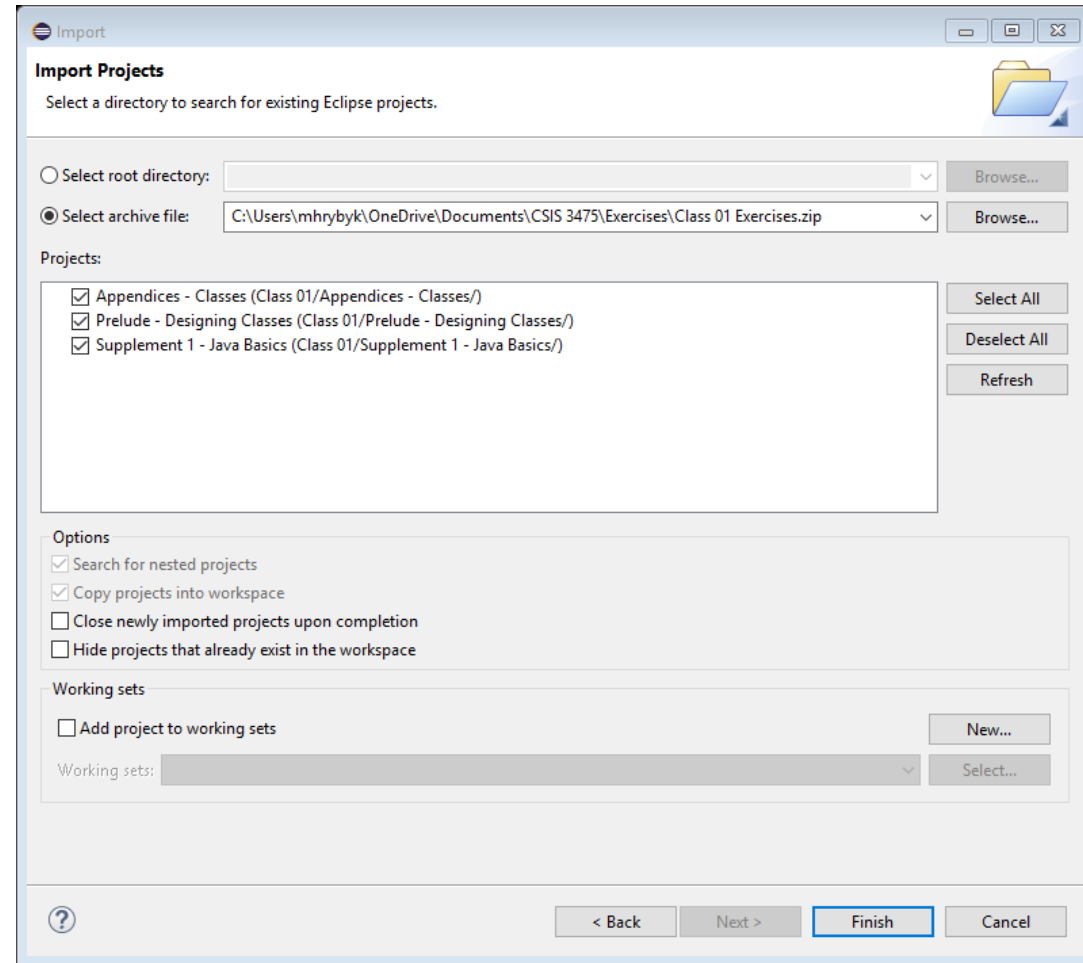 Import
Import Projects
Select a directory to search for existing Eclipse projects.
Select root directory: Browse...
Select archive file: C:\Users\mhrybyk\OneDrive\Documents\CSIS 3475\Exercises\Class 01 Exercises.zip Browse...
Projects:
Appendices - Classes (Class 01/Appendices - Classes/) Select All
Prelude - Designing Classes (Class 01/Prelude - Designing Classes/)
Supplement 1 - Java Basics (Class 01/Supplement 1 - Java Basics/) Deselect All
Refresh
Options
Search for nested projects
Copy projects into workspace
Close newly imported projects upon completion
Hide projects that already exist in the workspace
Working sets
Add project to working sets New...
Working sets: Select...
? < Back Next > Finish Cancel